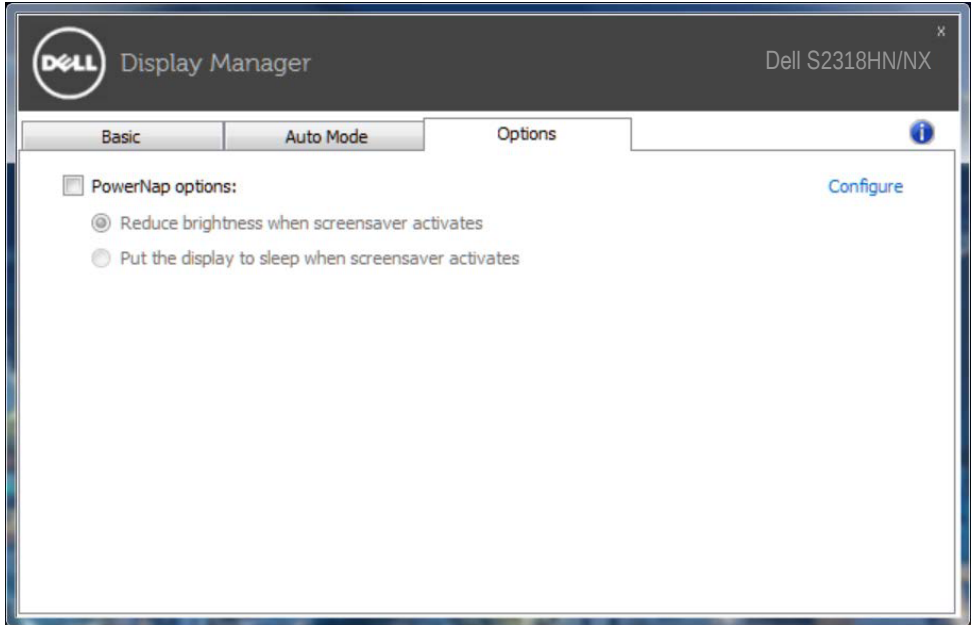 x
DELL Display Manager Dell S2318HN/NX
Basic Auto Mode Options i
PowerNap options: Configure
Reduce brightness when screensaver activates
Put the display to sleep when screensaver activates